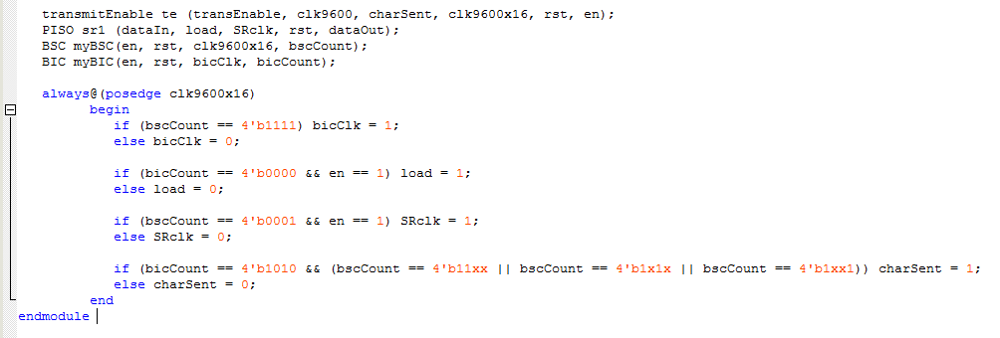 transmitEnable te (transEnable, clk9600, charSent, clk9600x16, rst, en);
PISO sr1 (dataIn, load, SRclk, rst, dataOut);
BSC myBSC(en, rst, clk9600x16, bscCount);
BIC myBIC(en, rst, bicClk, bicCount);
always@(posedge clk9600x16)
begin
if (bscCount == 4'b1111) bicClk = 1;
else bicClk = 0;
if (bicCount == 4'b0000 && en == 1) load = 1;
else load = 0;
if (bscCount == 4'b0001 && en == 1) SRclk = 1;
else SRclk = 0;
if (bicCount == 4'b1010 && (bscCount == 4'b11xx || bscCount == 4'b1x1x || bscCount == 4'b1xx1)) charSent = 1;
else charSent = 0;
end
endmodule